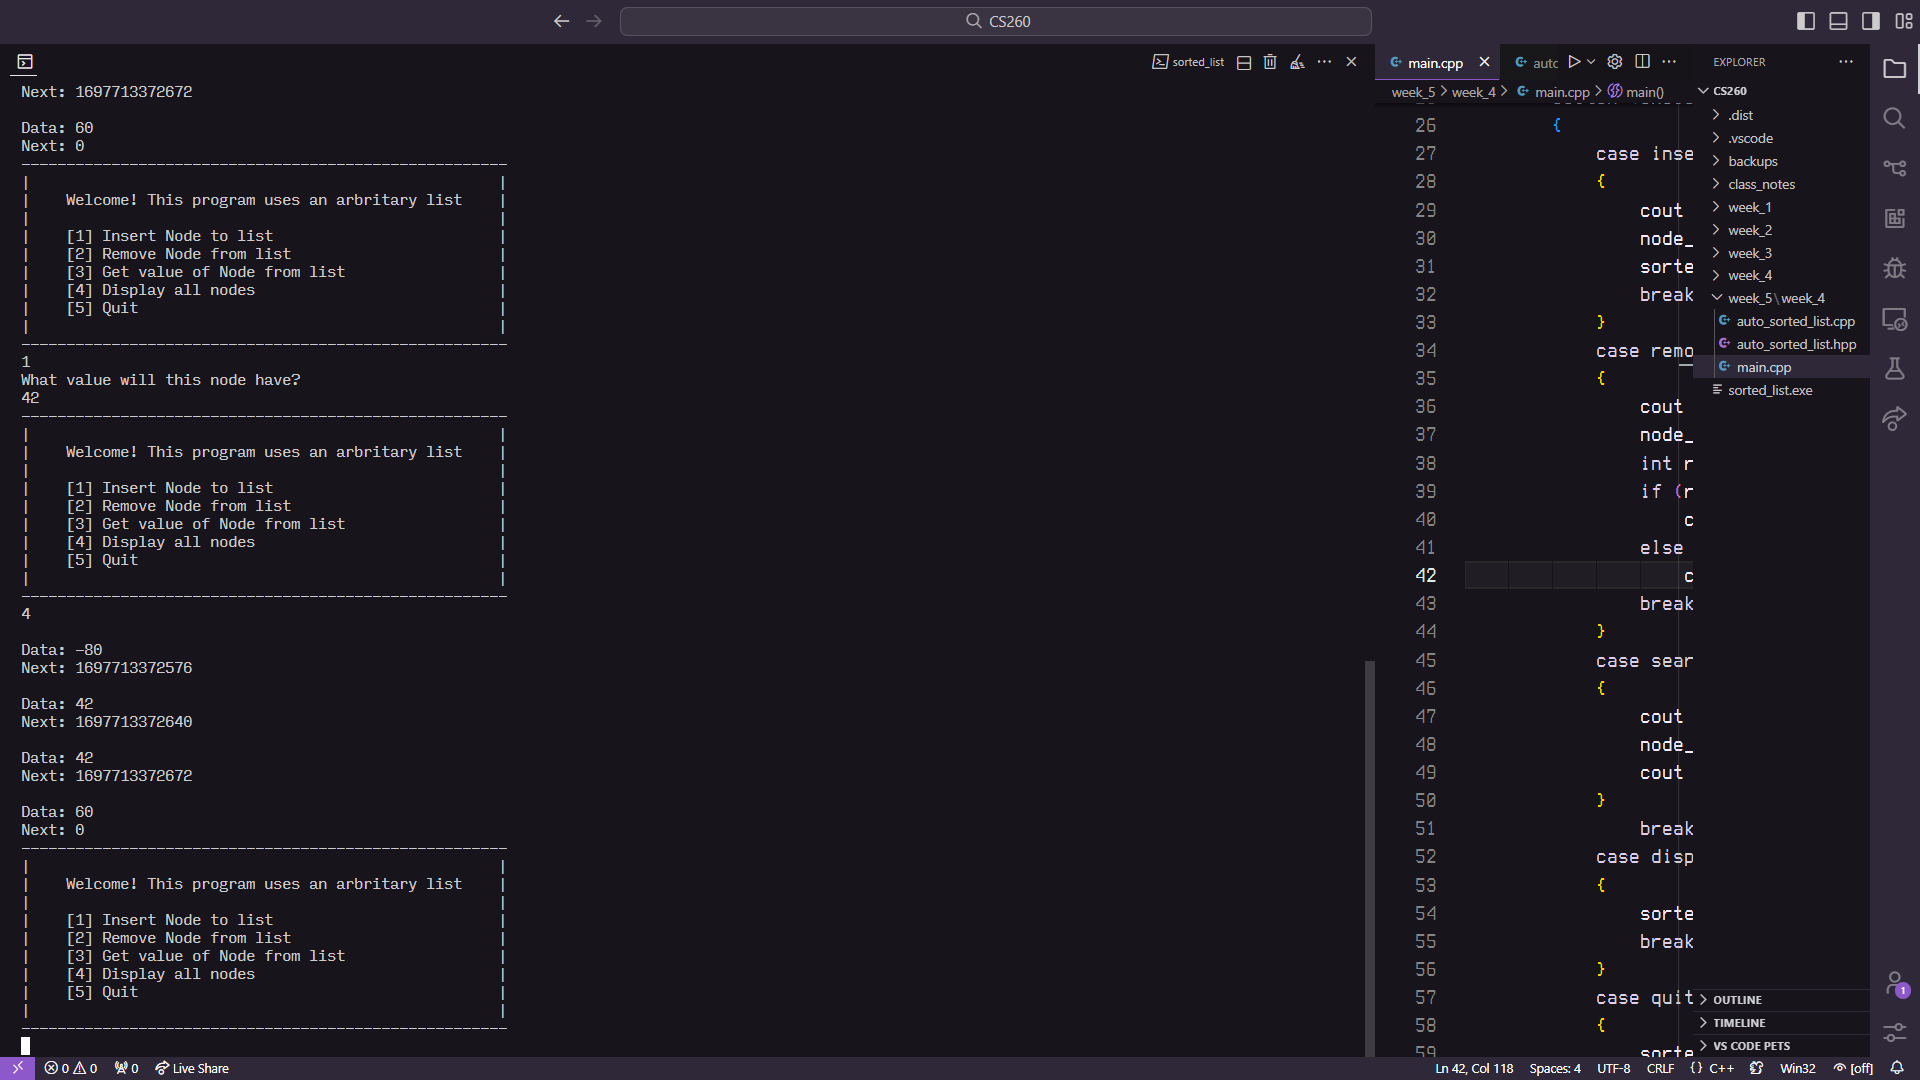 CS260
sorted_list
Next: 1697713372672
Data: 60
Next: 0
Welcome! This program uses an arbritary list
[1] Insert Node to list
[2] Remove Node from list
[3] Get value of Node from list
[4] Display all nodes
[5] Quit
1
What value will this node have?
42
Welcome! This program uses an arbritary list
[1] Insert Node to list
[2] Remove Node from list
[3] Get value of Node from list
[4] Display all nodes
[5] Quit
4
Data: -80
Next: 1697713372576
Data: 42
Next: 1697713372640
Data: 42
Next: 1697713372672
Data: 60
Next: 0
Welcome! This program uses an arbritary list
[1] Insert Node to list
[2] Remove Node from list
[3] Get value of Node from list
[4] Display all nodes
[5] Quit
main.cpp
auto
week_5 > week_4 > main.cpp > main()
26 {
27 case inse
28 {
29 cout
30 node_
31 sorte
32 break
33 }
34 case remo
35 {
36 cout
37 node_
38 int r
39 if (r
40 c
41 else
42 c
43 break
44 }
45 case sear
46 {
47 cout
48 node_
49 cout
50 }
51 break
52 case disp
53 {
54 sorte
55 break
56 }
57 case quit
58 {
59 sorte
EXPLORER
CS260
.dist
.vscode
backups
class_notes
week_1
week_2
week_3
week_4
week_5\week_4
auto_sorted_list.cpp
auto_sorted_list.hpp
main.cpp
sorted_list.exe
OUTLINE
TIMELINE
VS CODE PETS
1
0 0 0 Live Share
Ln 42, Col 118 Spaces: 4 UTF-8 CRLF {} C++ Win32 [off]